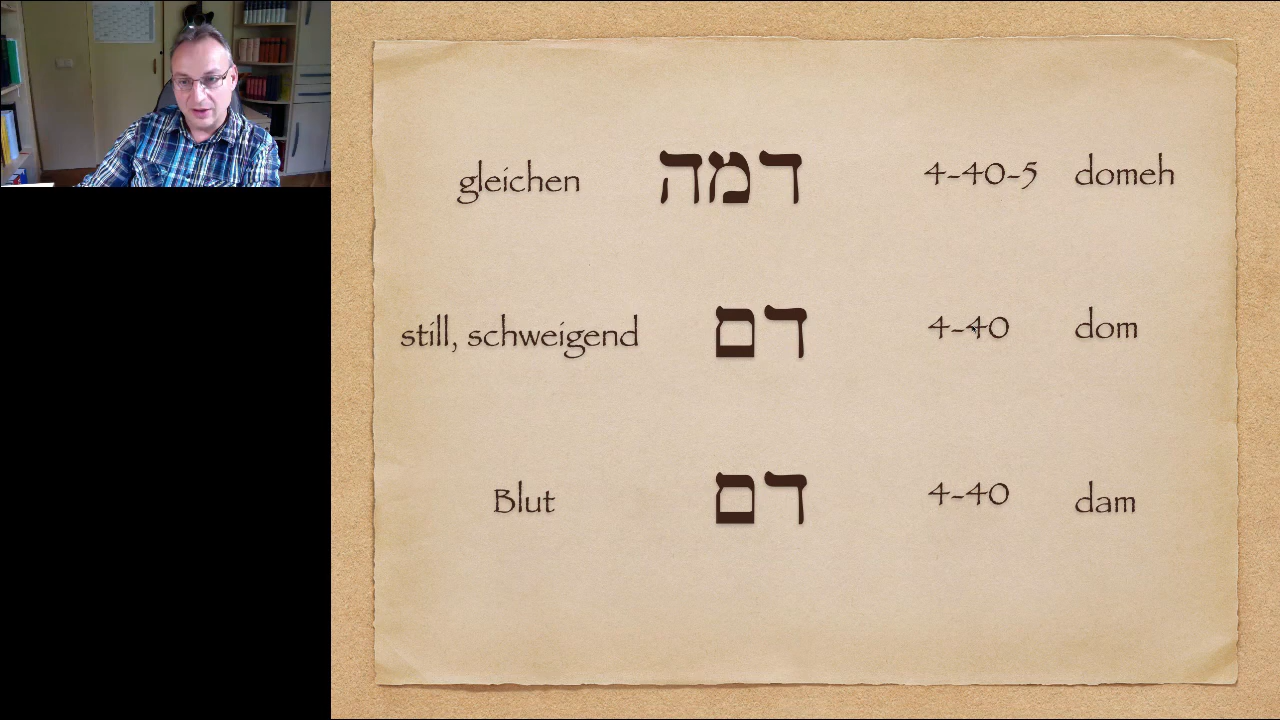 gleichen דמה 4-40-5 domeh
still, schweigend דם 4-40 dom
Blut דם 4-40 dam